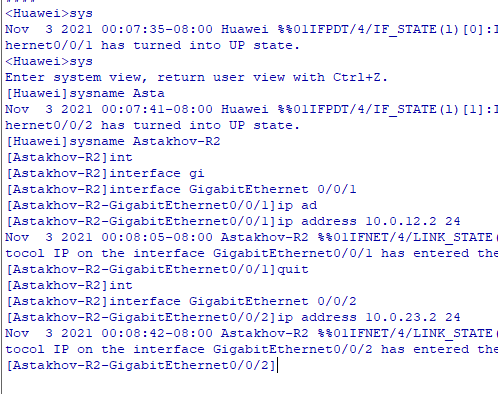 <Huawei>sys
Nov  3 2021 00:07:35-08:00 Huawei %%01IFPDT/4/IF_STATE(l)[0]:I
hernet0/0/1 has turned into UP state.
<Huawei>sys
Enter system view, return user view with Ctrl+Z.
[Huawei]sysname Asta
Nov  3 2021 00:07:41-08:00 Huawei %%01IFPDT/4/IF_STATE(l)[1]:I
hernet0/0/2 has turned into UP state.
[Huawei]sysname Astakhov-R2
[Astakhov-R2]int
[Astakhov-R2]interface gi
[Astakhov-R2]interface GigabitEthernet 0/0/1
[Astakhov-R2-GigabitEthernet0/0/1]ip ad
[Astakhov-R2-GigabitEthernet0/0/1]ip address 10.0.12.2 24
Nov  3 2021 00:08:05-08:00 Astakhov-R2 %%01IFNET/4/LINK_STATE(
tocol IP on the interface GigabitEthernet0/0/1 has entered the
[Astakhov-R2-GigabitEthernet0/0/1]quit
[Astakhov-R2]int
[Astakhov-R2]interface GigabitEthernet 0/0/2
[Astakhov-R2-GigabitEthernet0/0/2]ip address 10.0.23.2 24
Nov  3 2021 00:08:42-08:00 Astakhov-R2 %%01IFNET/4/LINK_STATE(
tocol IP on the interface GigabitEthernet0/0/2 has entered the
[Astakhov-R2-GigabitEthernet0/0/2]